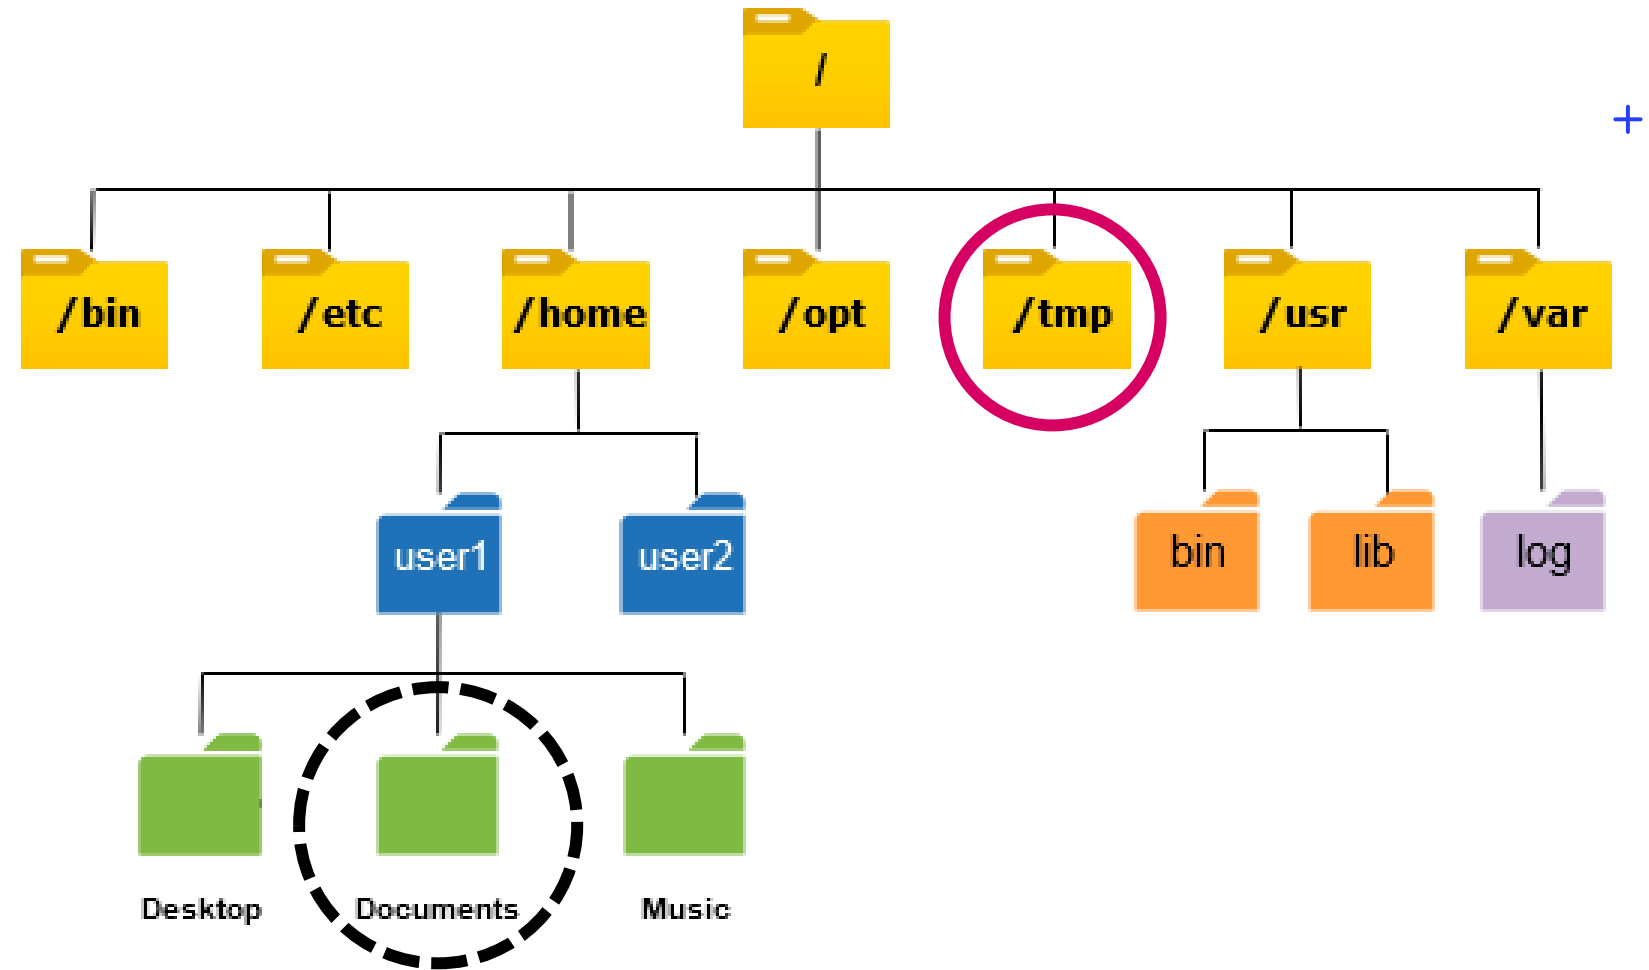 /
/bin
/etc
/home
/opt
/tmp
/usr
/var
user1
user2
bin
lib
log
Desktop
Documents
Music